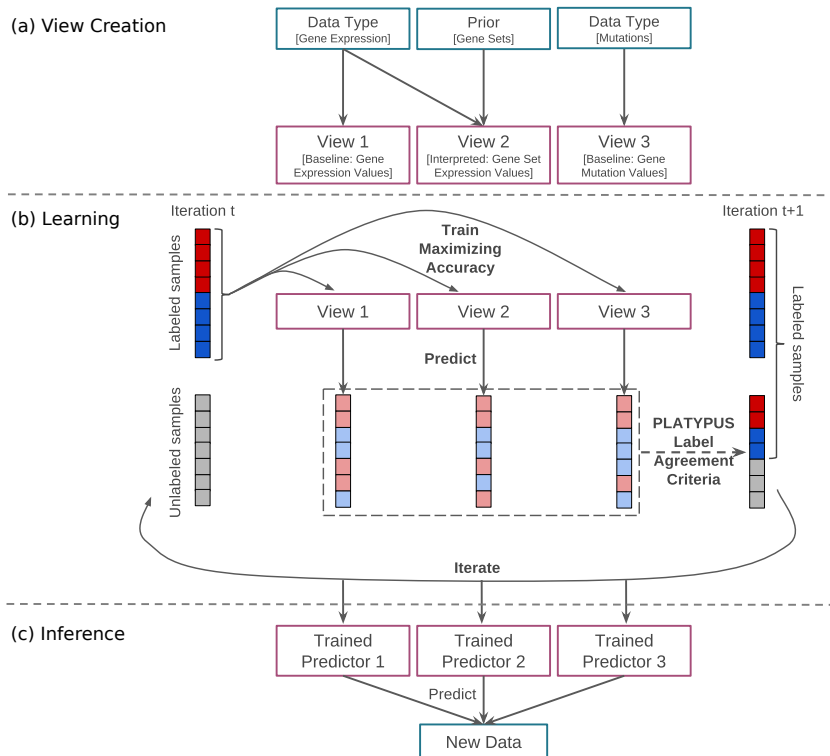 (a) View Creation
Data Type
[Gene Expression]
Prior
[Gene Sets]
Data Type
[Mutations]
View 1
[Baseline: Gene
Expression Values]
View 2
[Interpreted: Gene Set
Expression Values]
View 3
[Baseline: Gene
Mutation Values]
(b) Learning
Iteration t
Iteration t+1
Labeled samples
Train
Maximizing
Accuracy
Labeled samples
View 1
View 2
View 3
Predict
Unlabeled samples
PLATYPUS
Label
Agreement
Criteria
Iterate
(c) Inference
Trained
Predictor 1
Trained
Predictor 2
Trained
Predictor 3
Predict
New Data